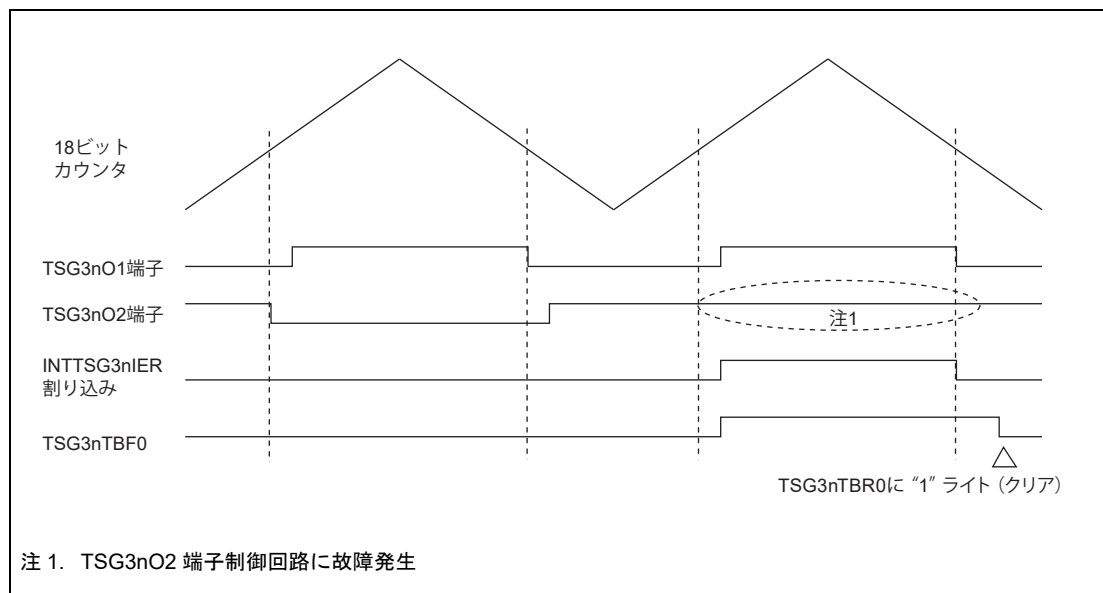 18ビット
カウンタ
TSG3nO1端子
TSG3nO2端子
注1
INTTSG3nIER
割り込み
TSG3nTBF0
TSG3nTBR0に “1” ライト（クリア）
注 1. TSG3nO2 端子制御回路に故障発生